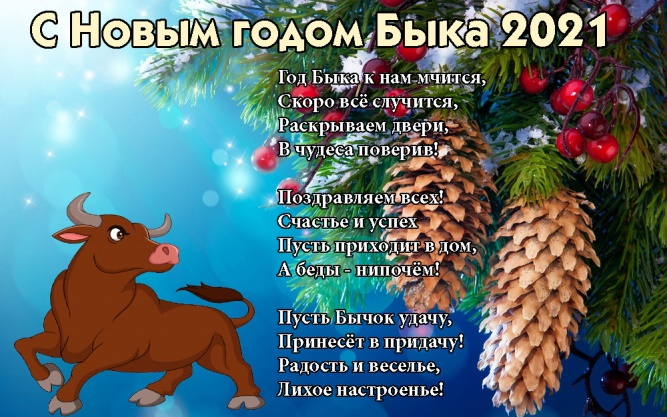 С Новым годом Быка 2021
Год Быка к нам мчится,
Скоро всё случится,
Раскрываем двери,
В чудеса поверив!
Поздравляем всех!
Счастье и успех
Пусть приходит в дом,
А беды - нипочём!
Пусть Бычок удачу,
Принесёт в придачу!
Радость и веселье,
Лихое настроенье!